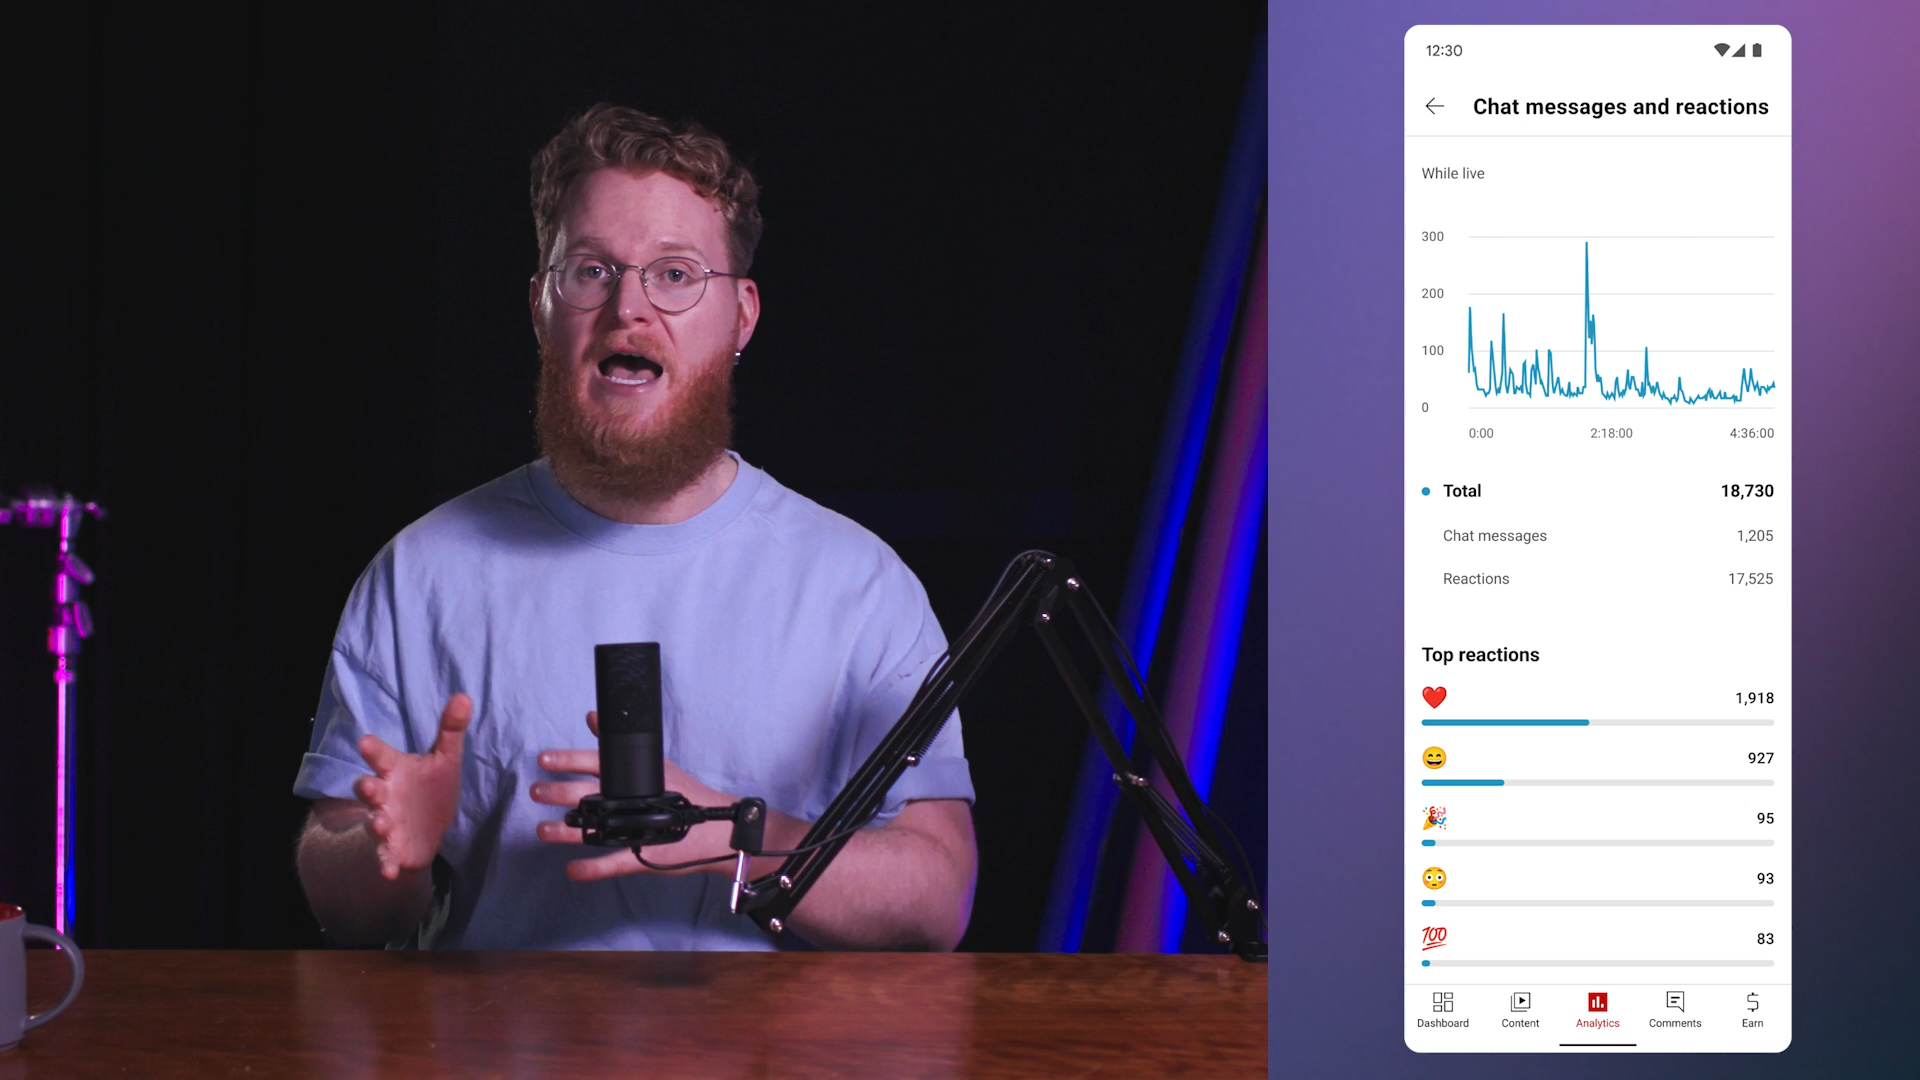 12:30
Chat messages and reactions
While live
300
200
100
0
0:00 2:18:00 4:36:00
Total 18,730
Chat messages 1,205
Reactions 17,525
Top reactions
❤️ 1,918
😄 927
🎉 95
😳 93
💯 83
Dashboard Content Analytics Comments Earn